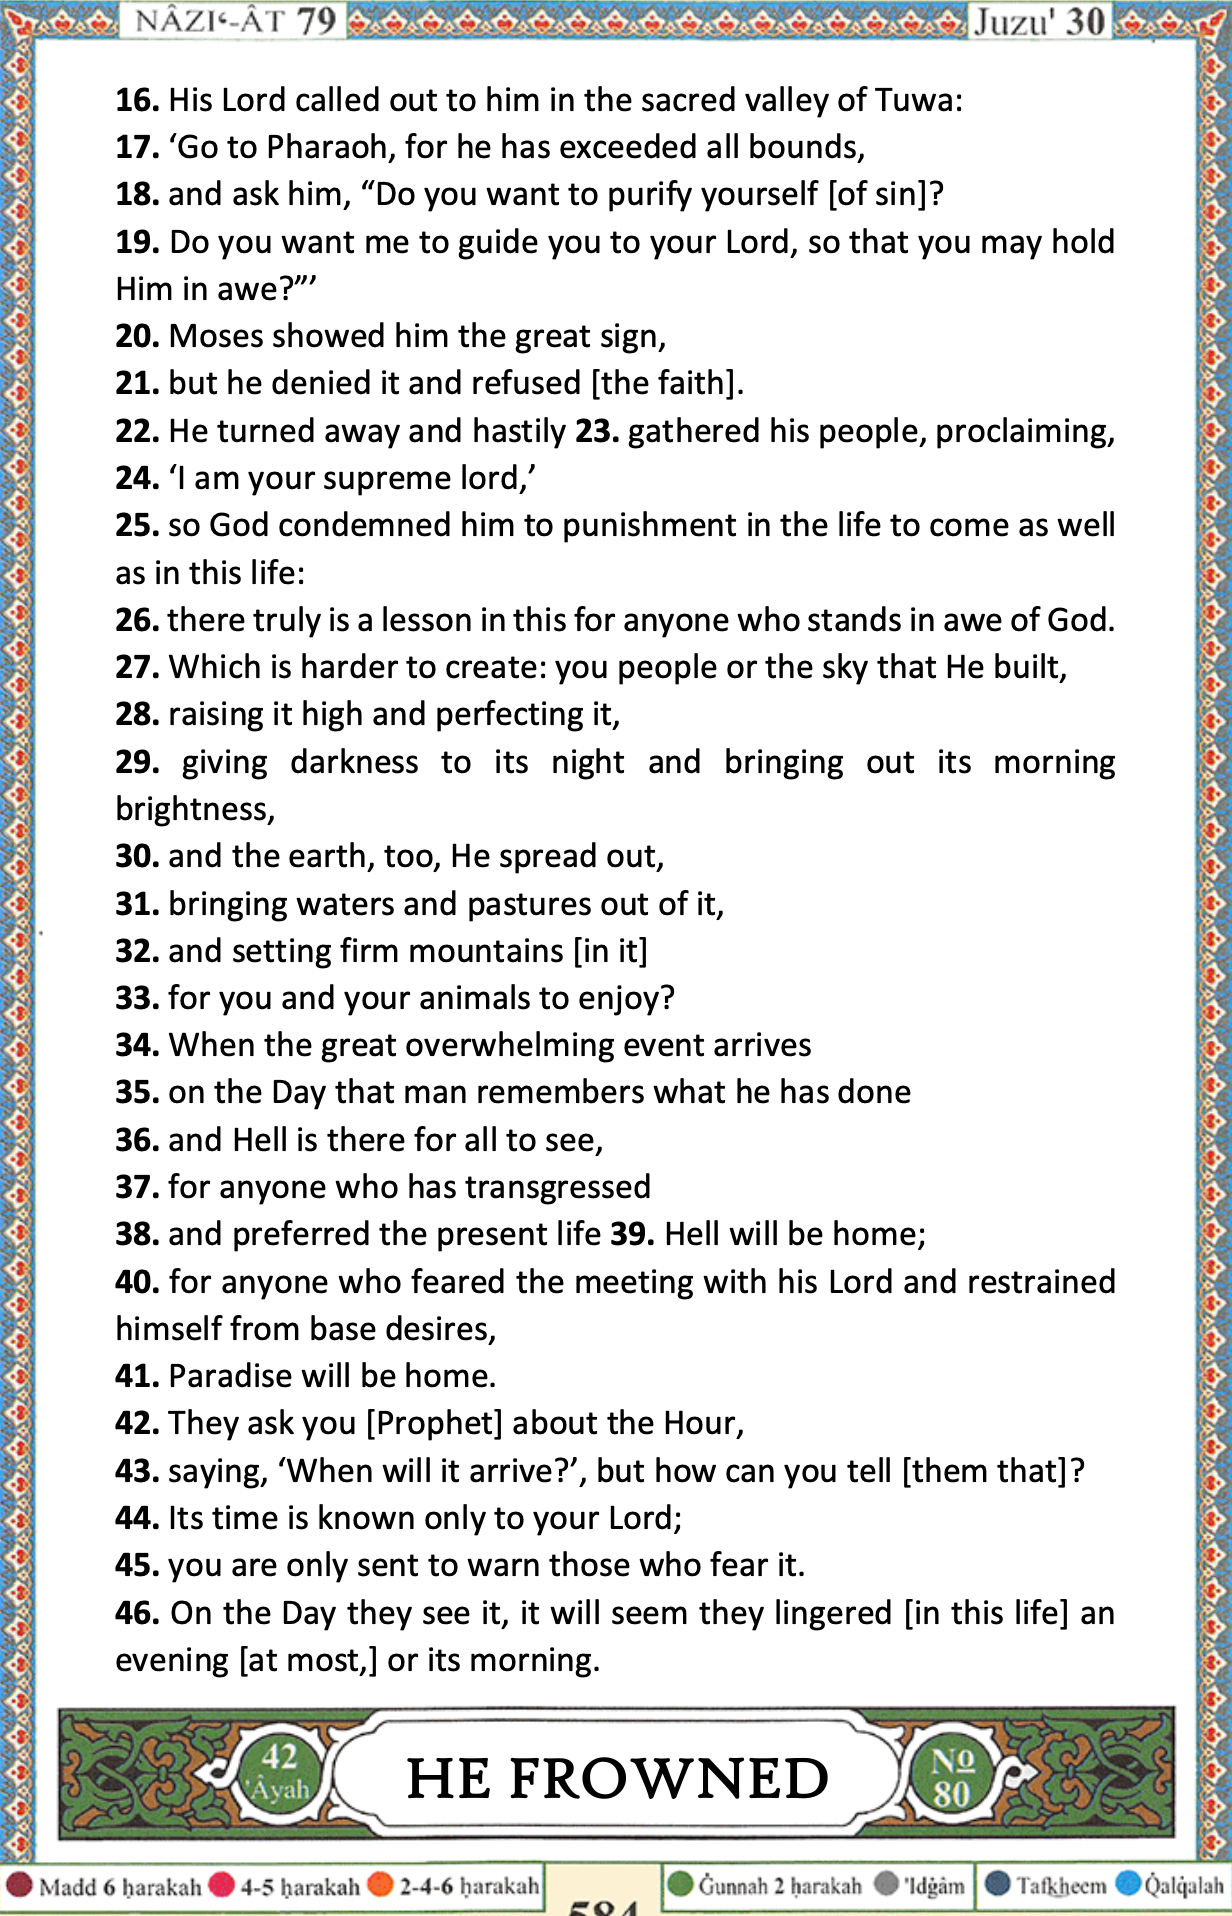 NÂZI‘-ÂT 79 Juzu' 30
16. His Lord called out to him in the sacred valley of Tuwa:
17. ‘Go to Pharaoh, for he has exceeded all bounds,
18. and ask him, “Do you want to purify yourself [of sin]?
19. Do you want me to guide you to your Lord, so that you may hold
Him in awe?”’
20. Moses showed him the great sign,
21. but he denied it and refused [the faith].
22. He turned away and hastily 23. gathered his people, proclaiming,
24. ‘I am your supreme lord,’
25. so God condemned him to punishment in the life to come as well
as in this life:
26. there truly is a lesson in this for anyone who stands in awe of God.
27. Which is harder to create: you people or the sky that He built,
28. raising it high and perfecting it,
29. giving darkness to its night and bringing out its morning
brightness,
30. and the earth, too, He spread out,
31. bringing waters and pastures out of it,
32. and setting firm mountains [in it]
33. for you and your animals to enjoy?
34. When the great overwhelming event arrives
35. on the Day that man remembers what he has done
36. and Hell is there for all to see,
37. for anyone who has transgressed
38. and preferred the present life 39. Hell will be home;
40. for anyone who feared the meeting with his Lord and restrained
himself from base desires,
41. Paradise will be home.
42. They ask you [Prophet] about the Hour,
43. saying, ‘When will it arrive?’, but how can you tell [them that]?
44. Its time is known only to your Lord;
45. you are only sent to warn those who fear it.
46. On the Day they see it, it will seem they lingered [in this life] an
evening [at most,] or its morning.
42 'Âyah
HE FROWNED
Nº 80
Madd 6 ḥarakah 4-5 ḥarakah 2-4-6 ḥarakah
584
Ġunnah 2 ḥarakah 'Idġâm Tafkheem Q̇alq̇alah